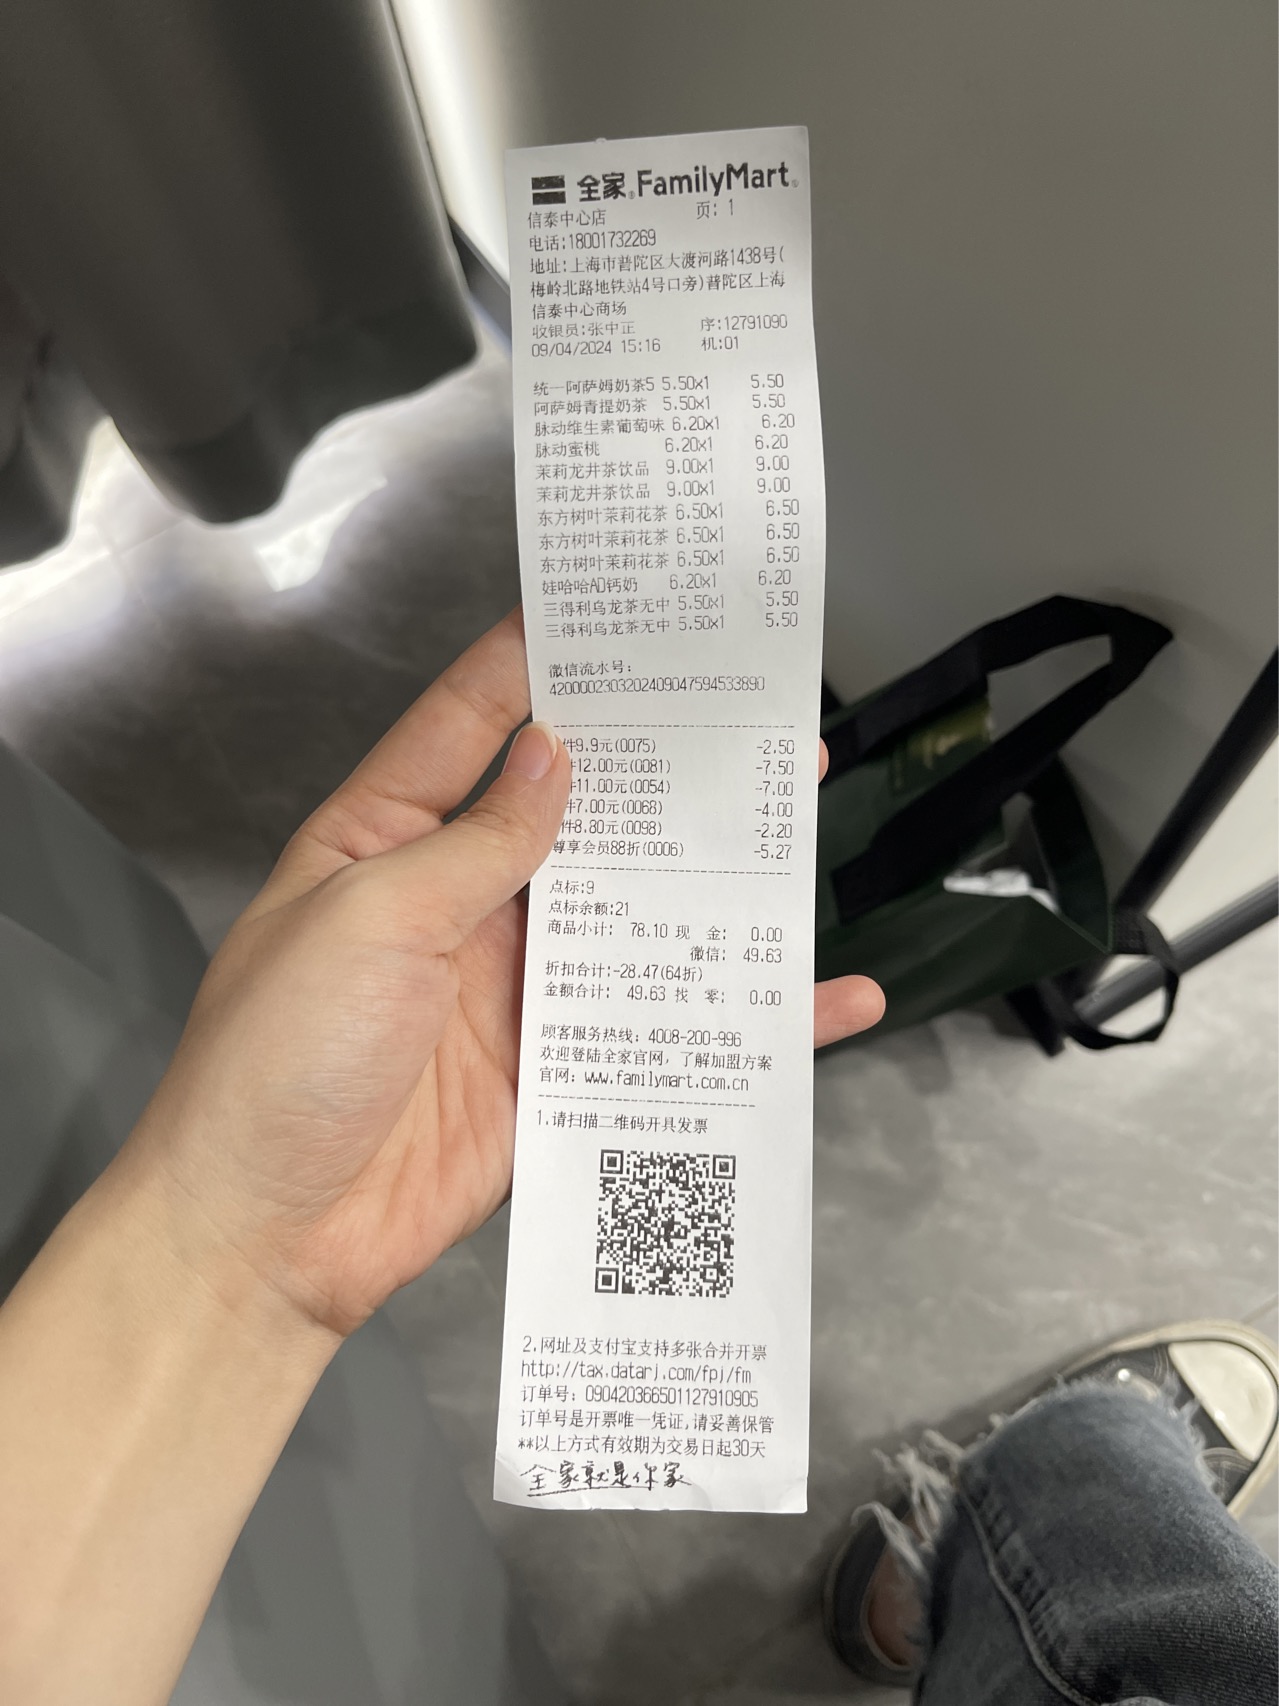 全家 FamilyMart
信泰中心店 页: 1
电话:18001732269
地址:上海市普陀区大渡河路1438号(
梅岭北路地铁站4号口旁)普陀区上海
信泰中心商场
收银员:张中正 序:12791090
09/04/2024 15:16 机:01
统一阿萨姆奶茶5 5.50x1 5.50
阿萨姆青提奶茶 5.50x1 5.50
脉动维生素葡萄味 6.20x1 6.20
脉动蜜桃 6.20x1 6.20
茉莉龙井茶饮品 9.00x1 9.00
茉莉龙井茶饮品 9.00x1 9.00
东方树叶茉莉花茶 6.50x1 6.50
东方树叶茉莉花茶 6.50x1 6.50
东方树叶茉莉花茶 6.50x1 6.50
娃哈哈AD钙奶 6.20x1 6.20
三得利乌龙茶无中 5.50x1 5.50
三得利乌龙茶无中 5.50x1 5.50
微信流水号:
4200002303202409047594533890
件9.9元(0075) -2.50
件12.00元(0081) -7.50
件11.00元(0054) -7.00
件7.00元(0068) -4.00
件8.80元(0098) -2.20
尊享会员88折(0006) -5.27
点标:9
点标余额:21
商品小计: 78.10 现 金: 0.00
微信: 49.63
折扣合计:-28.47(64折)
金额合计: 49.63 找 零: 0.00
顾客服务热线: 4008-200-996
欢迎登陆全家官网, 了解加盟方案
官网: www.familymart.com.cn
1.请扫描二维码开具发票
2.网址及支付宝支持多张合并开票
http://tax.datarj.com/fpj/fm
订单号: 090420366501127910905
订单号是开票唯一凭证,请妥善保管
**以上方式有效期为交易日起30天
全家就是你家